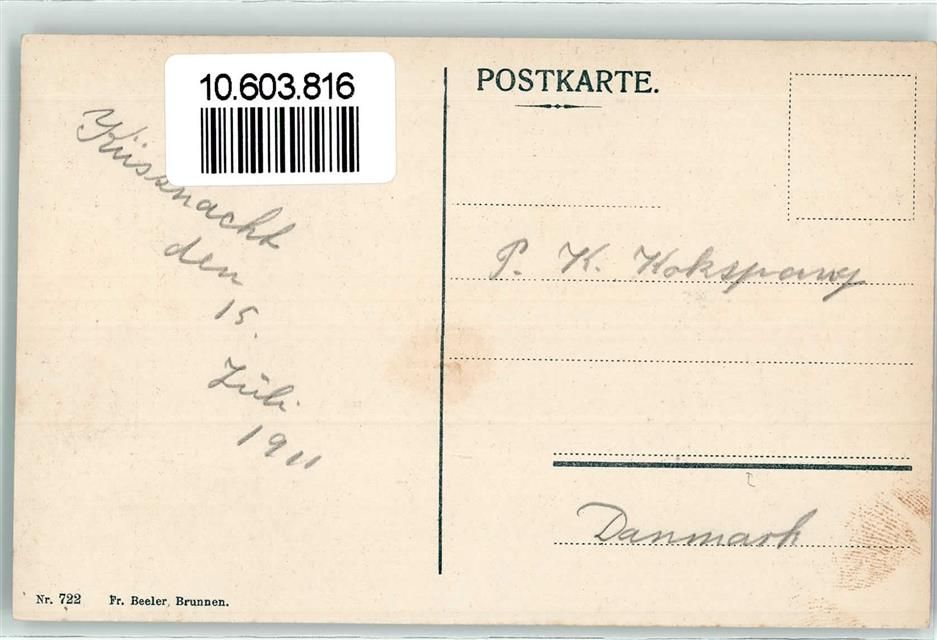 10.603.816
Küssnacht
den
15.
Juli
1911
POSTKARTE.
P. K.
Danmark
Nr. 722 Fr. Beeler, Brunnen.